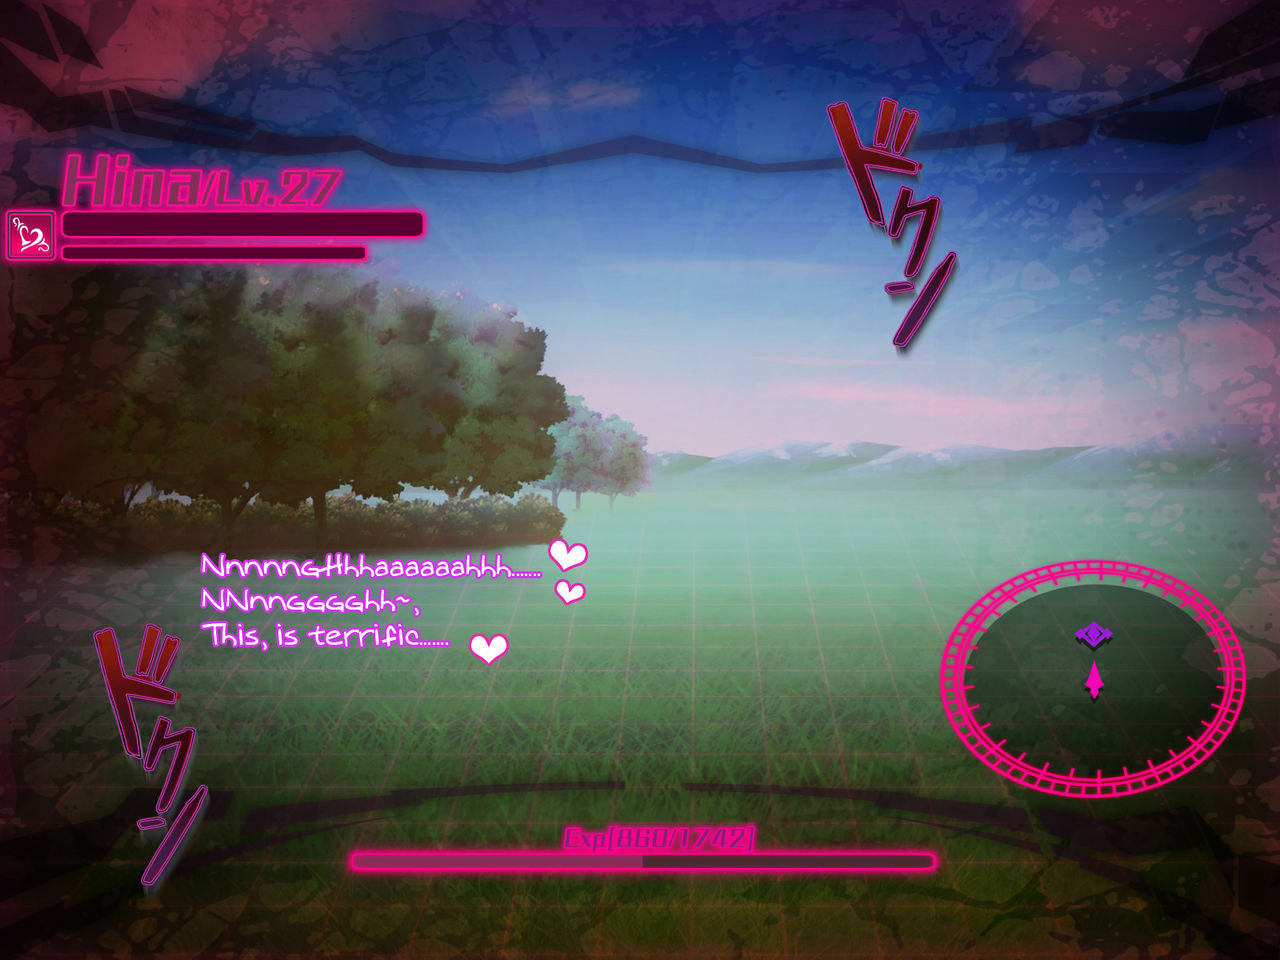 Hina/Lv.27
ドクン
NnnnnGHhhaaaaaahhh.......
NNnnGGGGhh~,
This, is terrific.......
ドクン
Exp[860/1742]